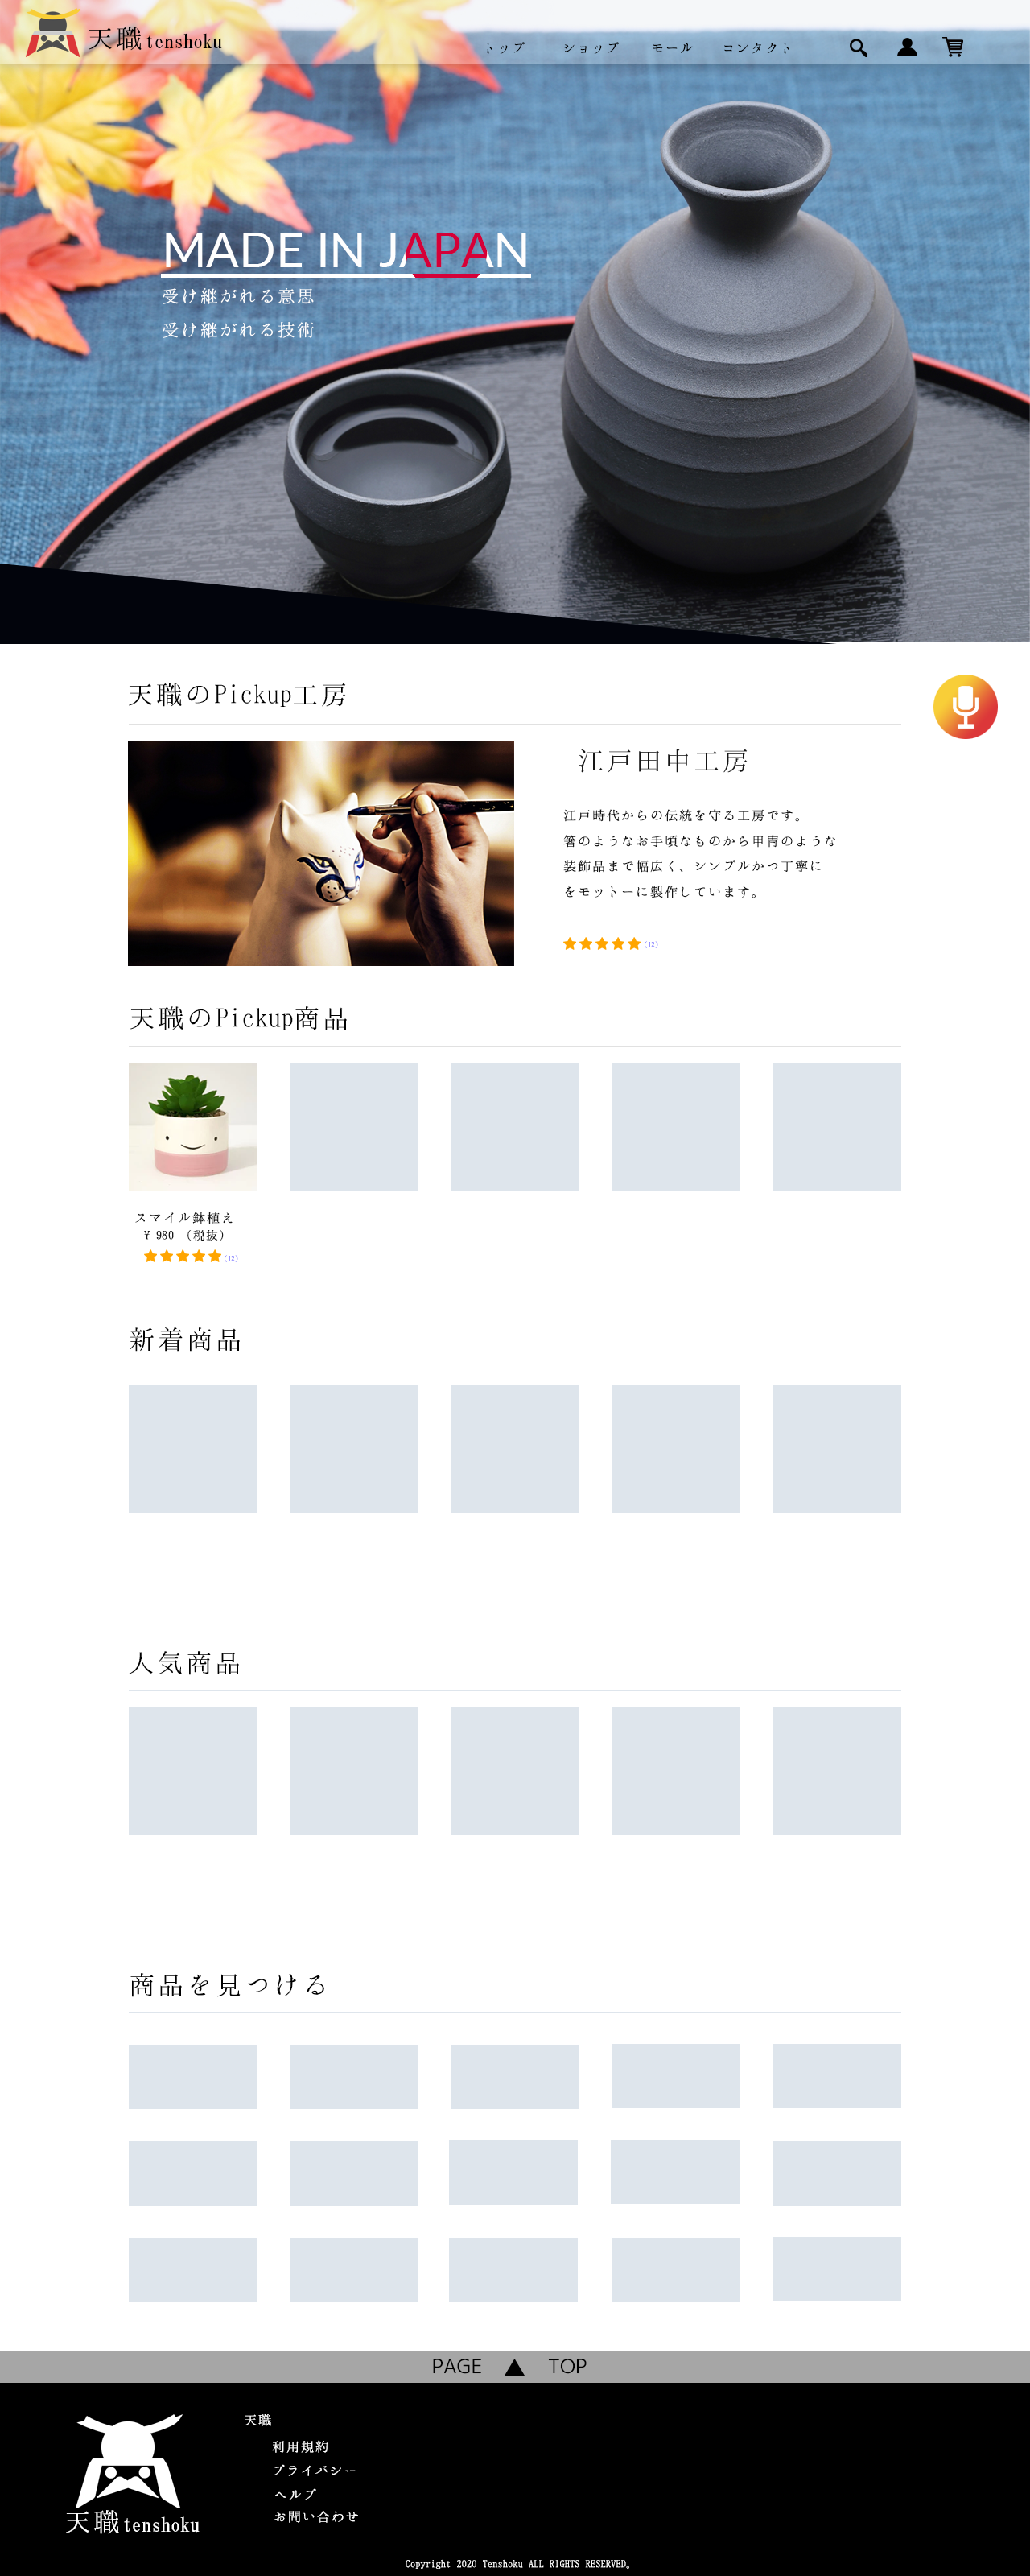 天職 tenshoku
トップ ショップ モール コンタクト
MADE IN JAPAN
受け継がれる意思
受け継がれる技術
天職のPickup工房
江戸田中工房
江戸時代からの伝統を守る工房です。
箸のようなお手頃なものから甲冑のような
装飾品まで幅広く、シンプルかつ丁寧に
をモットーに製作しています。
(12)
天職のPickup商品
スマイル鉢植え
¥ 980 （税抜）
(12)
新着商品
人気商品
商品を見つける
PAGE ▲ TOP
天職 tenshoku
天職
利用規約
プライバシー
ヘルプ
お問い合わせ
Copyright 2020 Tenshoku ALL RIGHTS RESERVED。